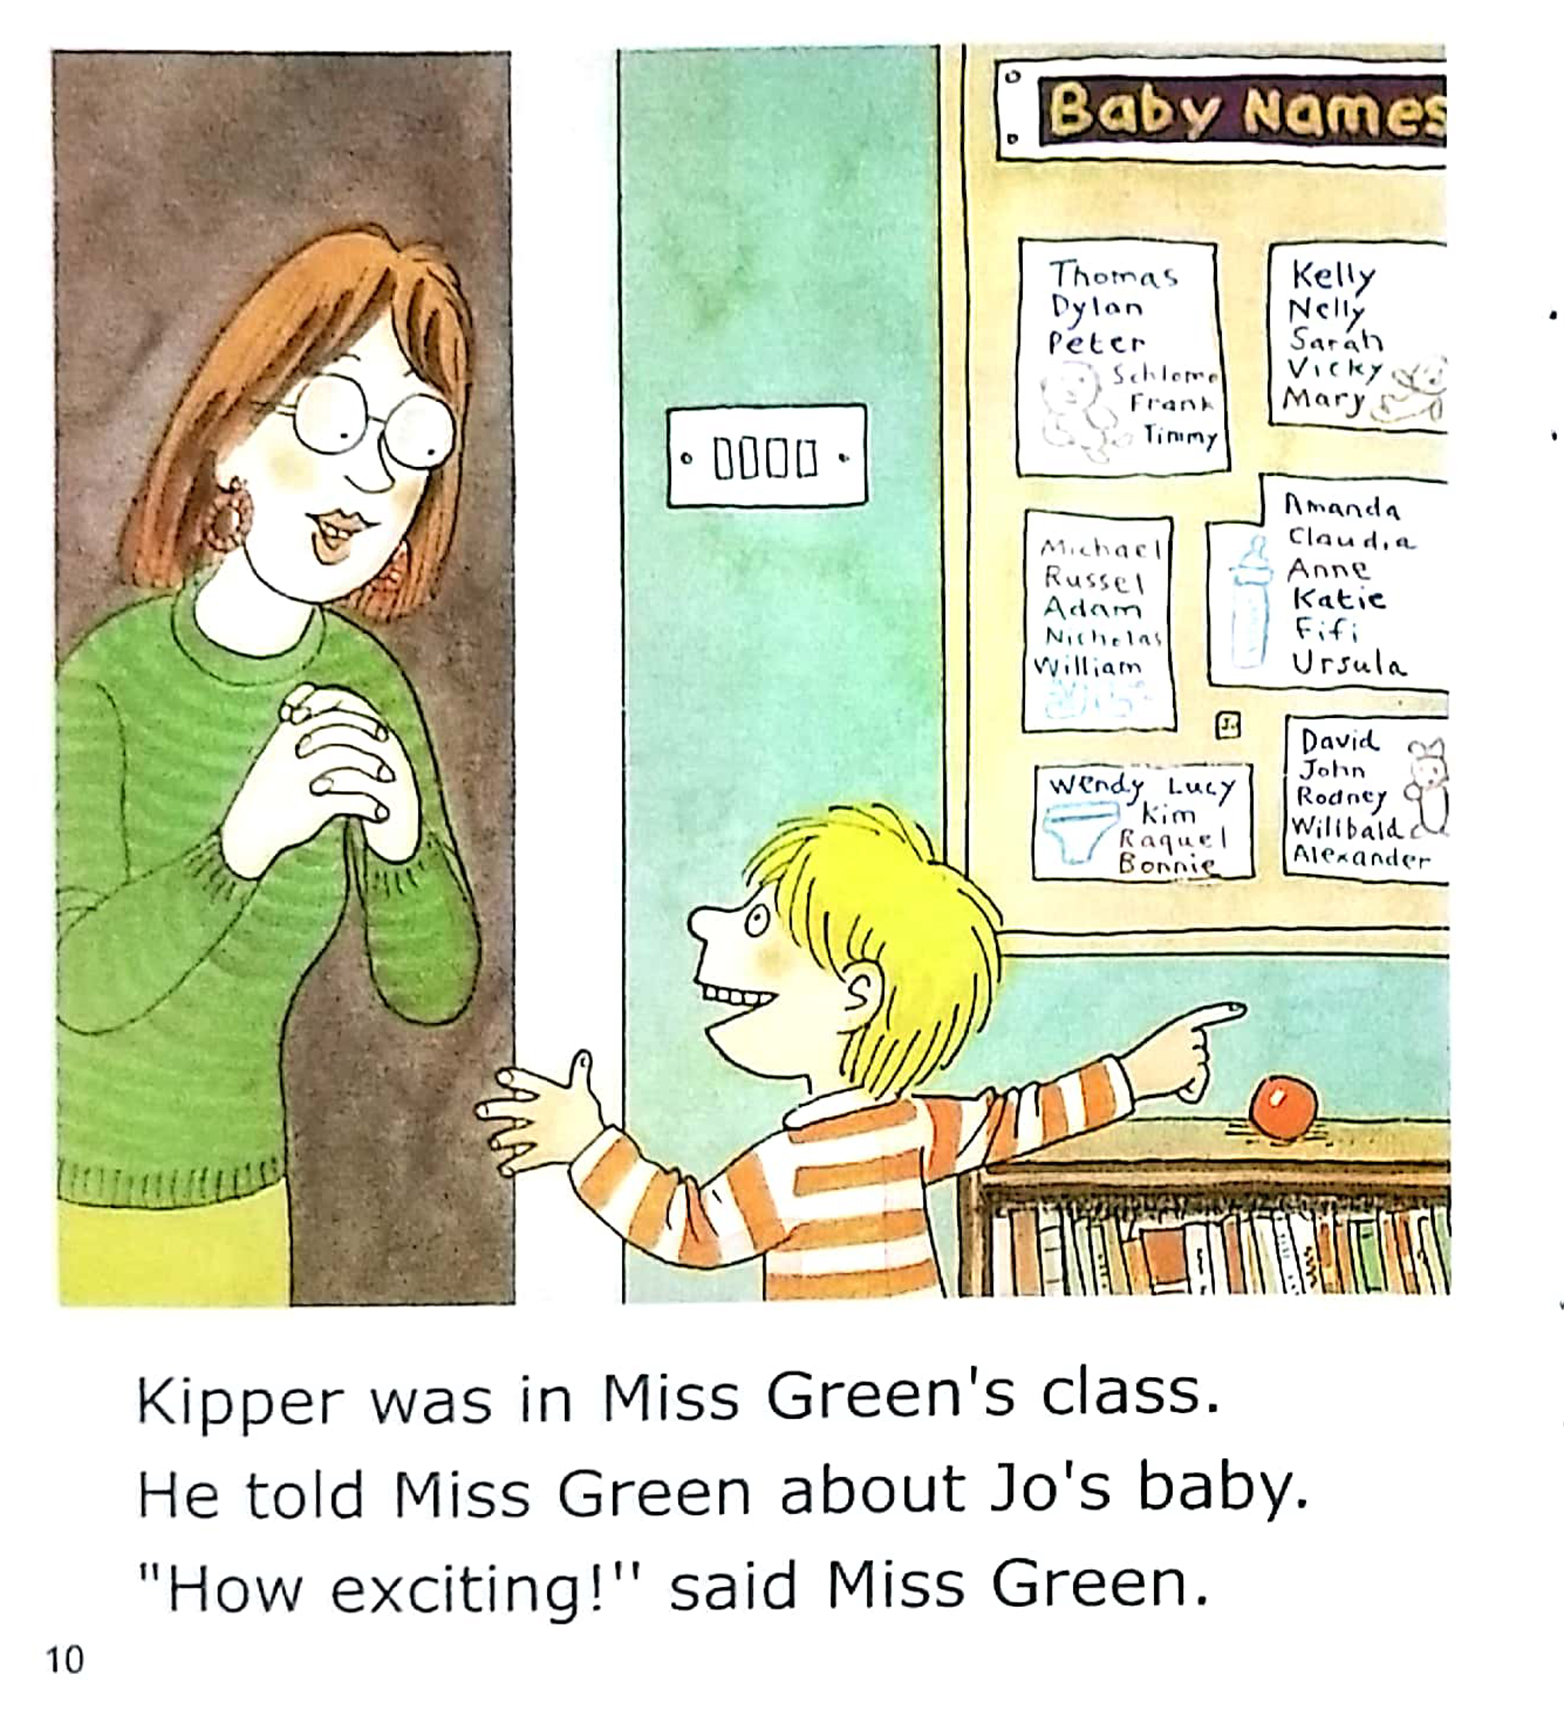 Baby Names
Thomas
Dylan
Peter
Schlomo
Frank
Timmy
Kelly
Nelly
Sarah
Vicky
Mary
Michael
Russel
Adam
Nicholas
William
Amanda
Claudia
Anne
Katie
Fifi
Ursula
Wendy Lucy
Kim
Raquel
Bonnie
David
John
Rodney
Willbald
Alexander
Kipper was in Miss Green's class.
He told Miss Green about Jo's baby.
"How exciting!" said Miss Green.
10